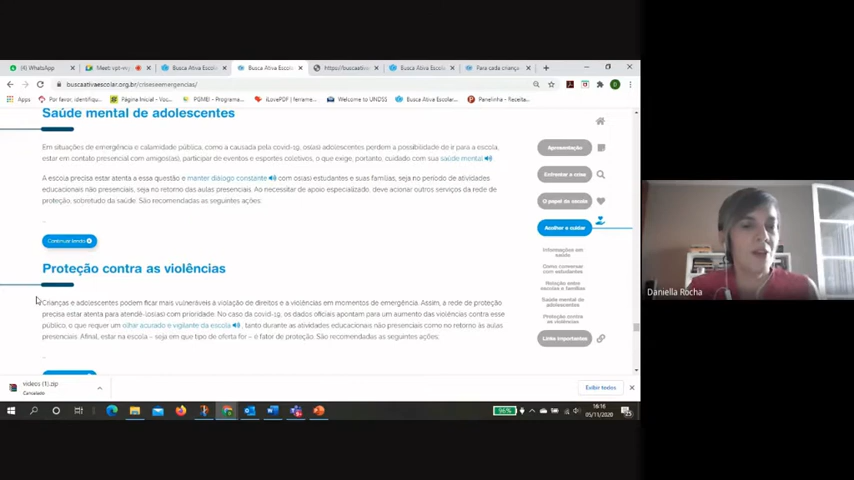 WhatsApp
Busca Ativa Escola
Busca Ativa Escola
https://buscaativ
Busca Ativa Escola
Para cada criança
buscaativaescolar.org.br/criseseemergencias/
Apps
Por favor, identifiqu...
Página Inicial - Voc...
PGMEI - Programa...
iLovePDF | ferrame...
Welcome to UNDSS
Busca Ativa Escolar...
Panelinha - Receita...
Saúde mental de adolescentes
Em situações de emergência e calamidade pública, como a causada pela covid-19, os(as) adolescentes perdem a possibilidade de ir para a escola,
estar em contato presencial com amigos(as), participar de eventos e esportes coletivos, o que exige, portanto, cuidado com sua saúde mental
A escola precisa estar atenta a essa questão e manter diálogo constante com os(as) estudantes e suas famílias, seja no período de atividades
educacionais não presenciais, seja no retorno das aulas presenciais. Ao necessitar de apoio especializado, deve acionar outros serviços da rede de
proteção, sobretudo da saúde. São recomendadas as seguintes ações:
...
Continue lendo
Proteção contra as violências
Crianças e adolescentes podem ficar mais vulneráveis à violação de direitos e a violências em momentos de emergência. Assim, a rede de proteção
precisa estar atenta para atendê-los(as) com prioridade. No caso da covid-19, os dados oficiais apontam para um aumento das violências contra esse
público, o que requer um olhar acurado e vigilante da escola, tanto durante as atividades educacionais não presenciais como no retorno às aulas
presenciais. Afinal, estar na escola – seja em que tipo de oferta for – é fator de proteção. São recomendadas as seguintes ações:
...
Apresentação
Enfrentar a crise
O papel da escola
Acolher e cuidar
Informações em
saúde
Como conversar
com estudantes
Relação entre
escolas e famílias
Saúde mental de
adolescentes
Proteção contra
as violências
Links importantes
Daniella Rocha
videos (1).zip
Cancelado
Exibir todos
96%
16:16
05/11/2020